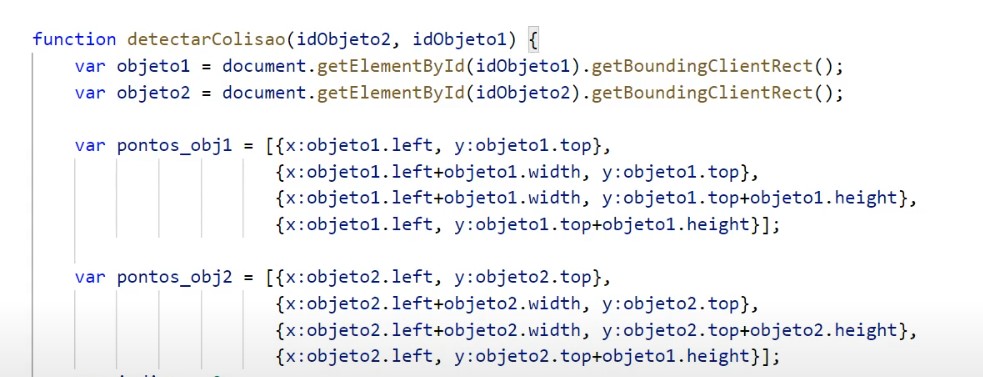 function detectarColisao(idObjeto2, idObjeto1) {
var objeto1 = document.getElementById(idObjeto1).getBoundingClientRect();
var objeto2 = document.getElementById(idObjeto2).getBoundingClientRect();
var pontos_obj1 = [{x:objeto1.left, y:objeto1.top},
{x:objeto1.left+objeto1.width, y:objeto1.top},
{x:objeto1.left+objeto1.width, y:objeto1.top+objeto1.height},
{x:objeto1.left, y:objeto1.top+objeto1.height}];
var pontos_obj2 = [{x:objeto2.left, y:objeto2.top},
{x:objeto2.left+objeto2.width, y:objeto2.top},
{x:objeto2.left+objeto2.width, y:objeto2.top+objeto2.height},
{x:objeto2.left, y:objeto2.top+objeto1.height}];